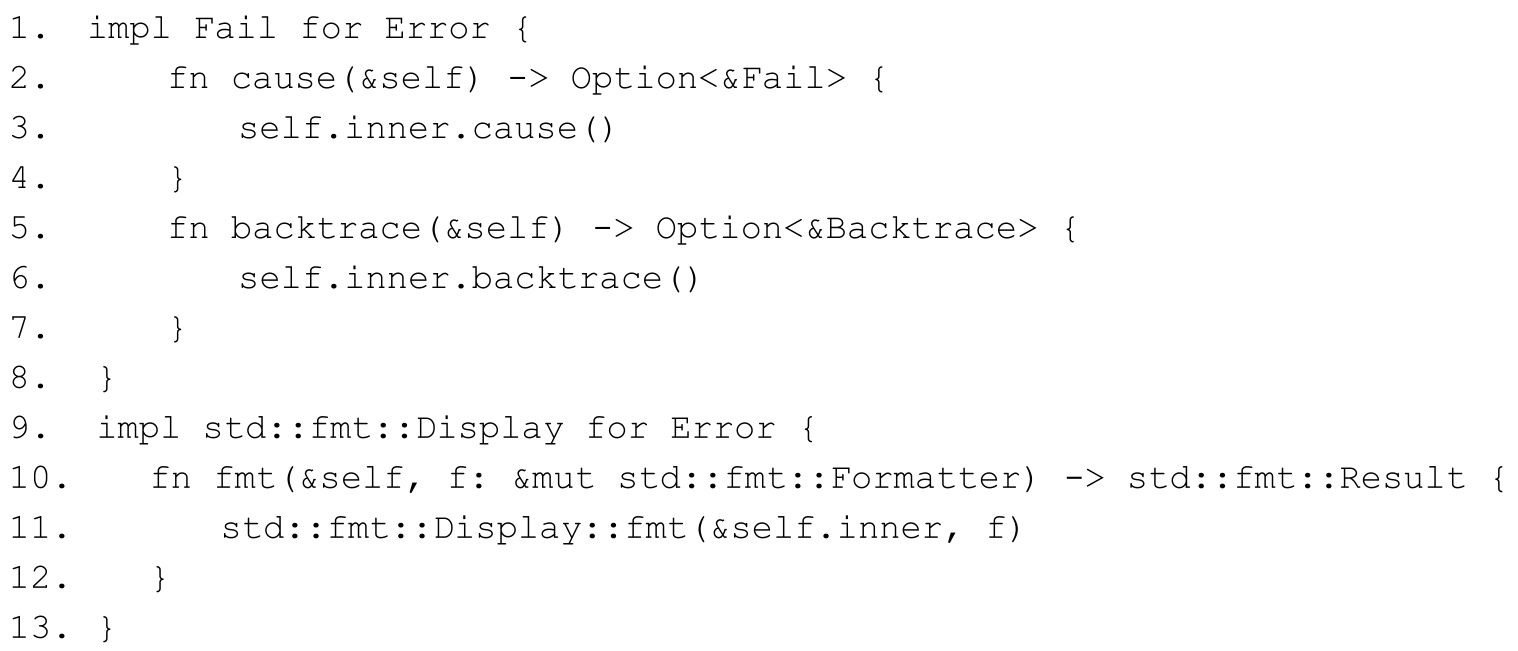 1. impl Fail for Error {
2.     fn cause(&self) -> Option<&Fail> {
3.         self.inner.cause()
4.     }
5.     fn backtrace(&self) -> Option<&Backtrace> {
6.         self.inner.backtrace()
7.     }
8. }
9. impl std::fmt::Display for Error {
10.    fn fmt(&self, f: &mut std::fmt::Formatter) -> std::fmt::Result {
11.        std::fmt::Display::fmt(&self.inner, f)
12.    }
13. }